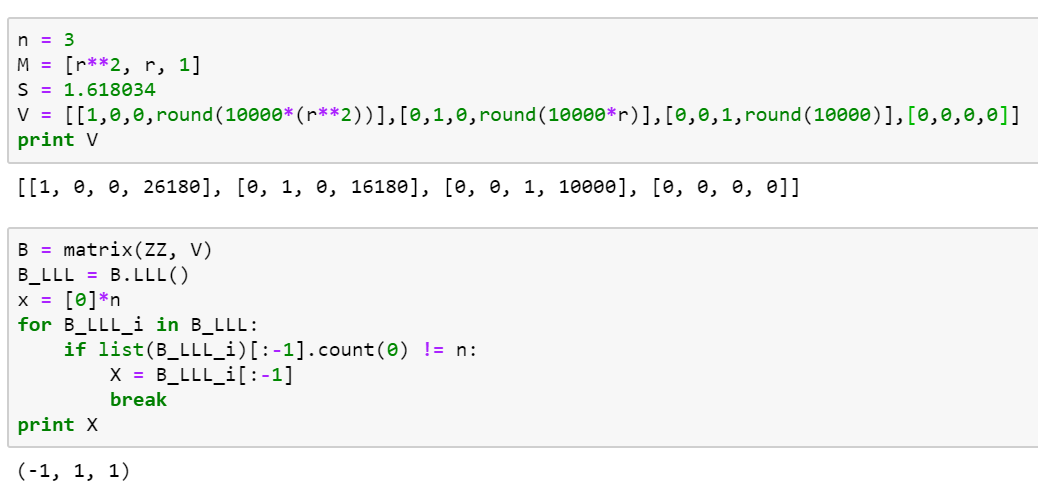 n = 3
M = [r**2, r, 1]
S = 1.618034
V = [[1,0,0,round(10000*(r**2))],[0,1,0,round(10000*r)],[0,0,1,round(10000)],[0,0,0,0]]
print V
[[1, 0, 0, 26180], [0, 1, 0, 16180], [0, 0, 1, 10000], [0, 0, 0, 0]]
B = matrix(ZZ, V)
B_LLL = B.LLL()
x = [0]*n
for B_LLL_i in B_LLL:
    if list(B_LLL_i)[:-1].count(0) != n:
        X = B_LLL_i[:-1]
        break
print X
(-1, 1, 1)